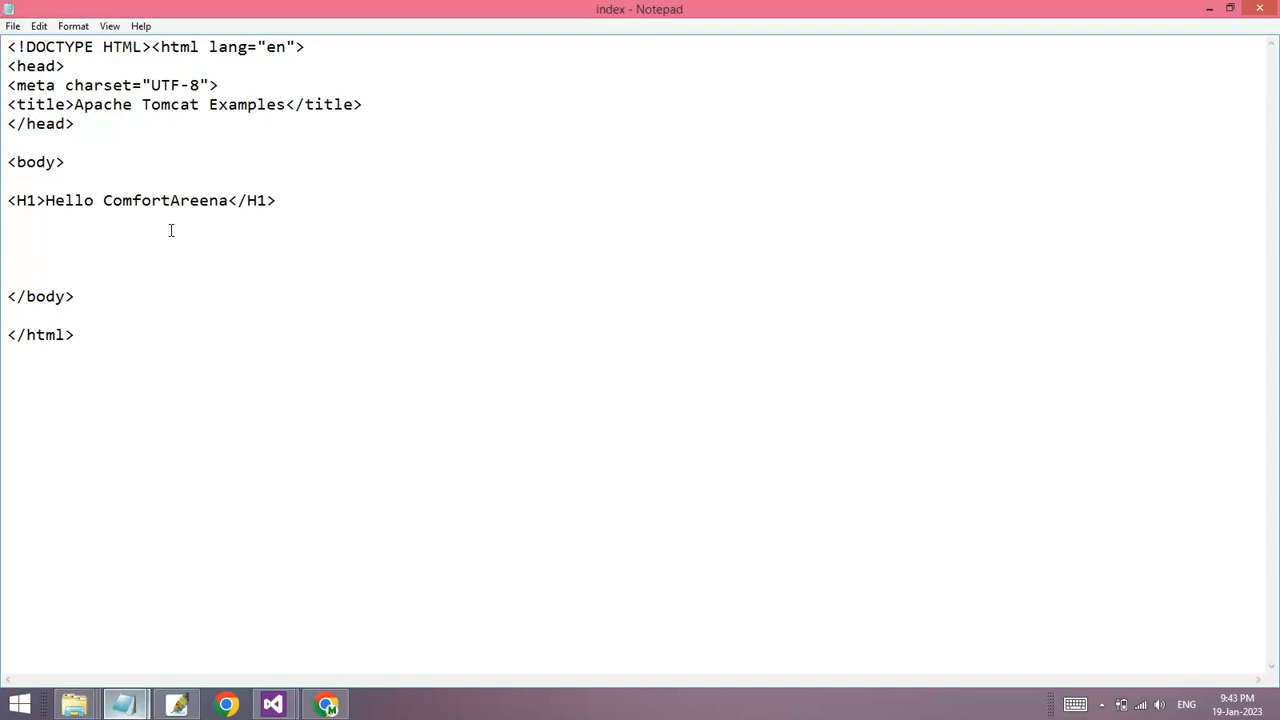 index - Notepad
File Edit Format View Help
<!DOCTYPE HTML><html lang="en">
<head>
<meta charset="UTF-8">
<title>Apache Tomcat Examples</title>
</head>
<body>
<H1>Hello ComfortAreena</H1>
</body>
</html>
ENG
9:43 PM
19-Jan-2023